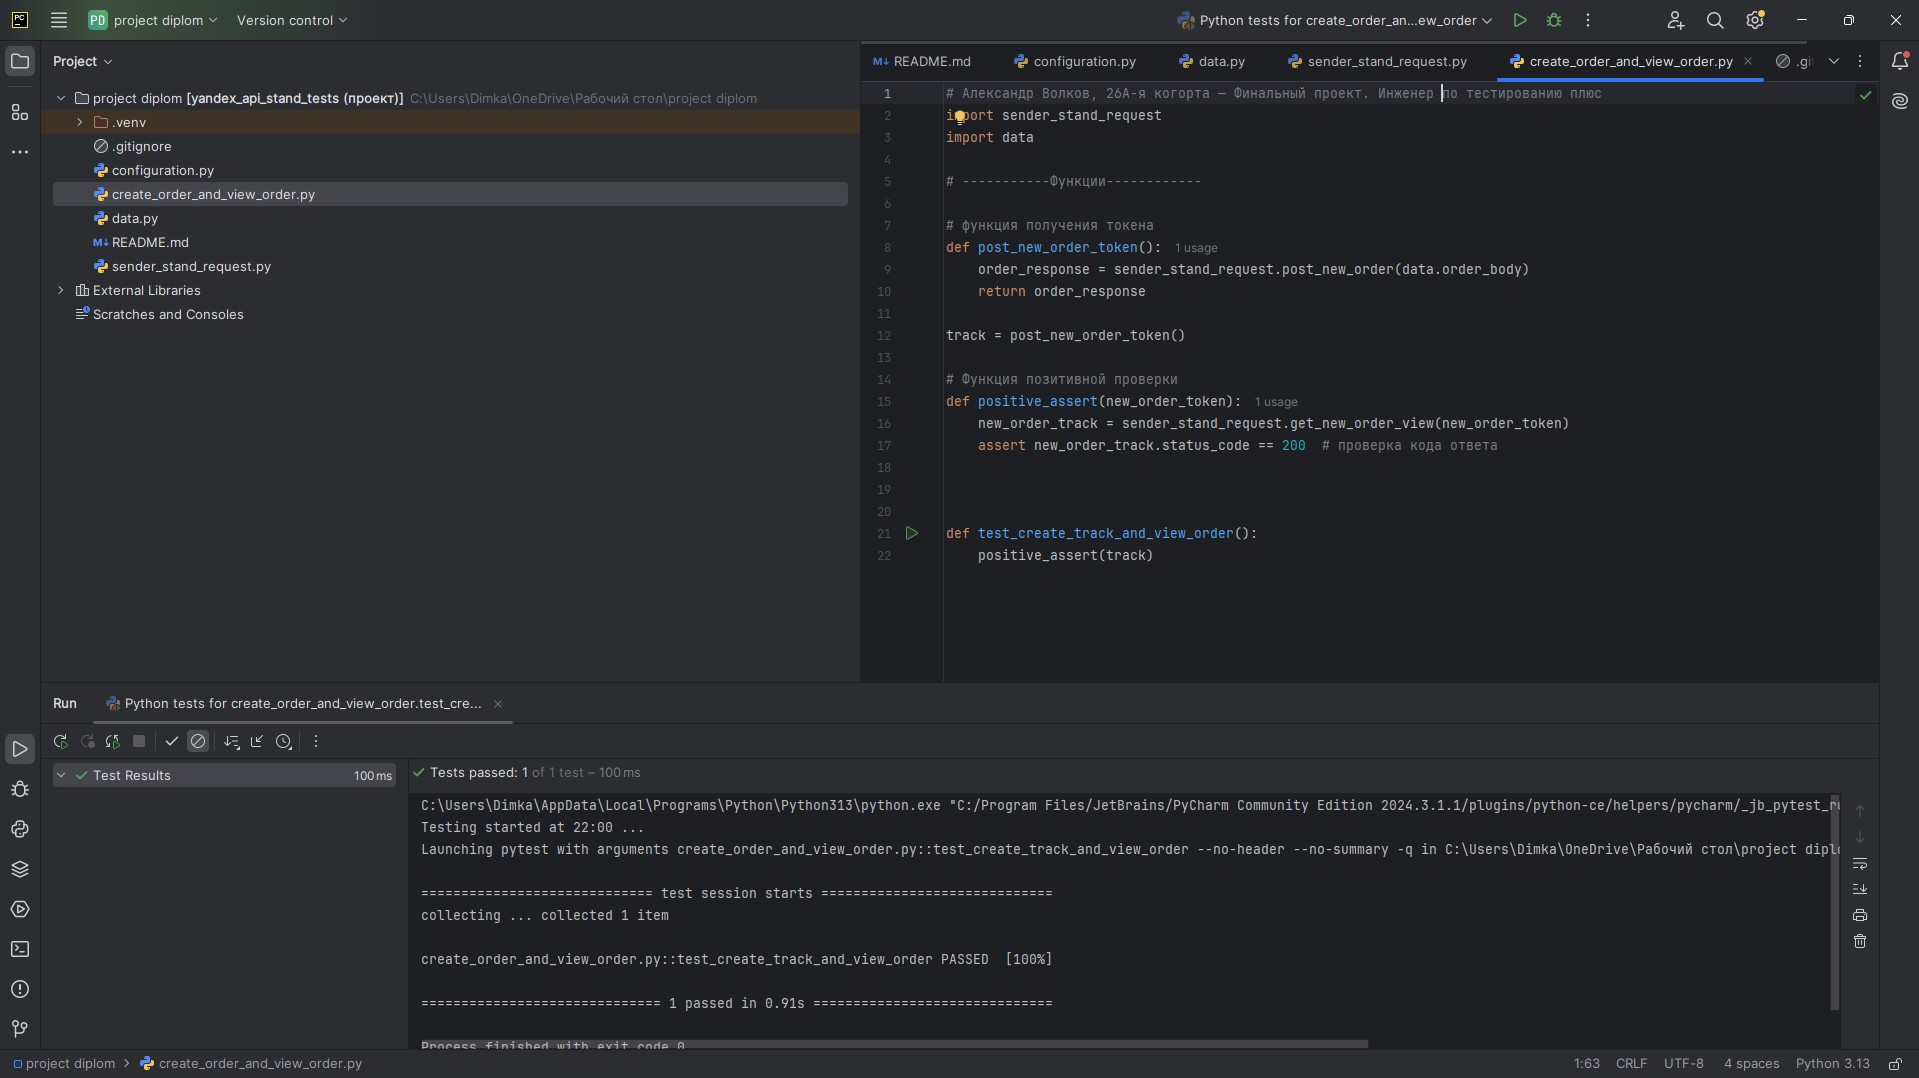 PC
PD project diplom Version control Python tests for create_order_an...ew_order
Project
project diplom [yandex_api_stand_tests (проект)] C:\Users\Dimka\OneDrive\Рабочий стол\project diplom
.venv
.gitignore
configuration.py
create_order_and_view_order.py
data.py
M↓ README.md
sender_stand_request.py
External Libraries
Scratches and Consoles
M↓ README.md configuration.py data.py sender_stand_request.py create_order_and_view_order.py .gi
1 # Александр Волков, 26А-я когорта — Финальный проект. Инженер по тестированию плюс
2 import sender_stand_request
3 import data
4
5 # -----------Функции------------
6
7 # функция получения токена
8 def post_new_order_token(): 1 usage
9 order_response = sender_stand_request.post_new_order(data.order_body)
10 return order_response
11
12 track = post_new_order_token()
13
14 # Функция позитивной проверки
15 def positive_assert(new_order_token): 1 usage
16 new_order_track = sender_stand_request.get_new_order_view(new_order_token)
17 assert new_order_track.status_code == 200 # проверка кода ответа
18
19
20
21 def test_create_track_and_view_order():
22 positive_assert(track)
Run Python tests for create_order_and_view_order.test_cre...
Test Results 100 ms
Tests passed: 1 of 1 test – 100 ms
C:\Users\Dimka\AppData\Local\Programs\Python\Python313\python.exe "C:/Program Files/JetBrains/PyCharm Community Edition 2024.3.1.1/plugins/python-ce/helpers/pycharm/_jb_pytest_ru
Testing started at 22:00 ...
Launching pytest with arguments create_order_and_view_order.py::test_create_track_and_view_order --no-header --no-summary -q in C:\Users\Dimka\OneDrive\Рабочий стол\project diplo
============================= test session starts =============================
collecting ... collected 1 item
create_order_and_view_order.py::test_create_track_and_view_order PASSED [100%]
============================== 1 passed in 0.91s ==============================
Process finished with exit code 0
project diplom > create_order_and_view_order.py 1:63 CRLF UTF-8 4 spaces Python 3.13